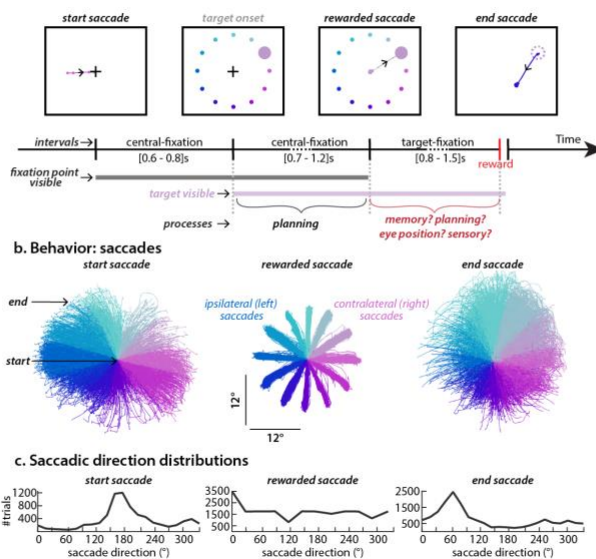 start saccade target onset rewarded saccade end saccade
intervals → central-fixation central-fixation target-fixation Time
[0.6 - 0.8]s [0.7 - 1.2]s [0.8 - 1.5]s reward
fixation point
visible
target visible
processes → planning memory? planning?
eye position? sensory?
b. Behavior: saccades
start saccade rewarded saccade end saccade
end ipsilateral (left) contralateral (right)
saccades saccades
start
12°
12°
c. Saccadic direction distributions
start saccade rewarded saccade end saccade
#trials
1200 3500 2500
800 2500 1500
400 1500 500
500
0 60 120 180 240 300 0 60 120 180 240 300 0 60 120 180 240 300
saccade direction (°) saccade direction (°) saccade direction (°)